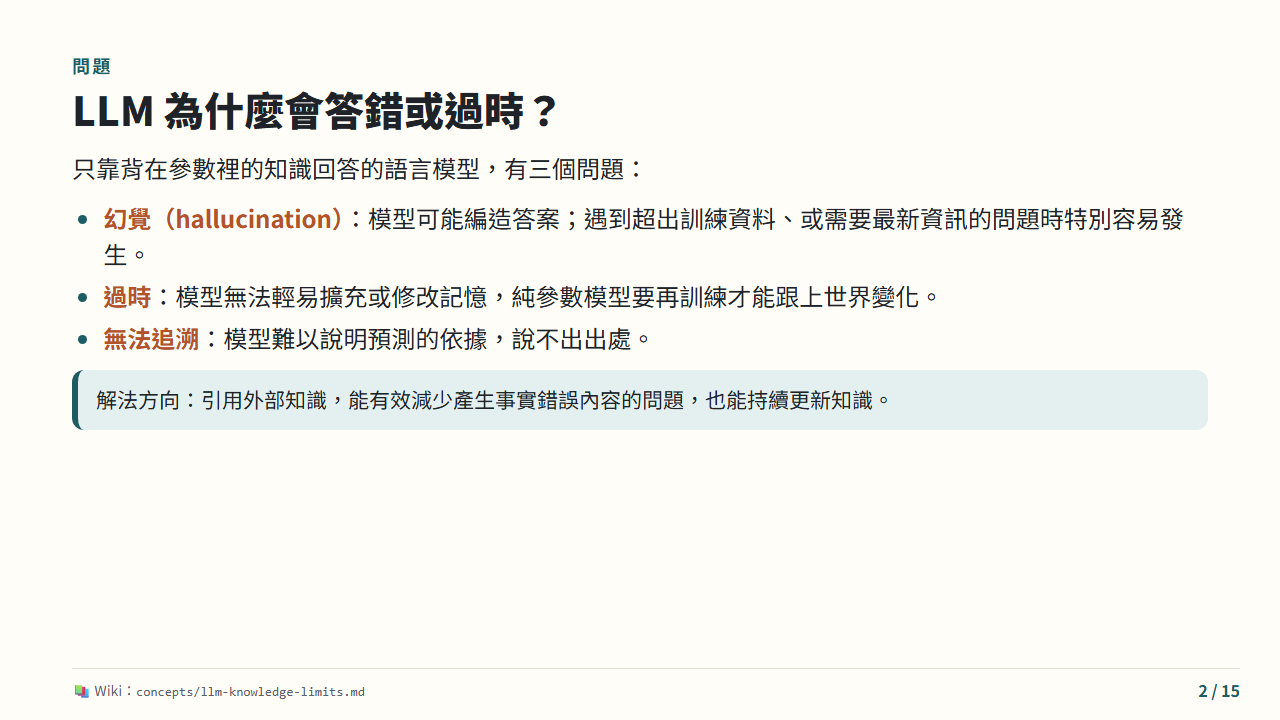 問題
LLM 為什麼會答錯或過時？
只靠背在參數裡的知識回答的語言模型，有三個問題：
幻覺（hallucination）：模型可能編造答案；遇到超出訓練資料、或需要最新資訊的問題時特別容易發
生。
過時：模型無法輕易擴充或修改記憶，純參數模型要再訓練才能跟上世界變化。
無法追溯：模型難以說明預測的依據，說不出出處。
解法方向：引用外部知識，能有效減少產生事實錯誤內容的問題，也能持續更新知識。
Wiki：concepts/llm-knowledge-limits.md
2 / 15